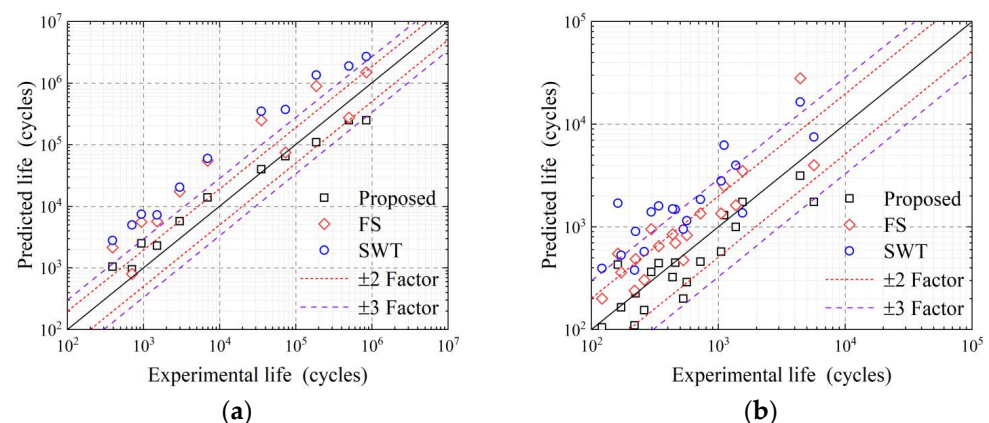 10^7
10^6
10^5
10^4
10^3
10^2
Predicted life (cycles)
Proposed
FS
SWT
±2 Factor
±3 Factor
10^2 10^3 10^4 10^5 10^6 10^7
Experimental life (cycles)
(a)
10^5
10^4
10^3
10^2
Predicted life (cycles)
Proposed
FS
SWT
±2 Factor
±3 Factor
10^2 10^3 10^4 10^5
Experimental life (cycles)
(b)